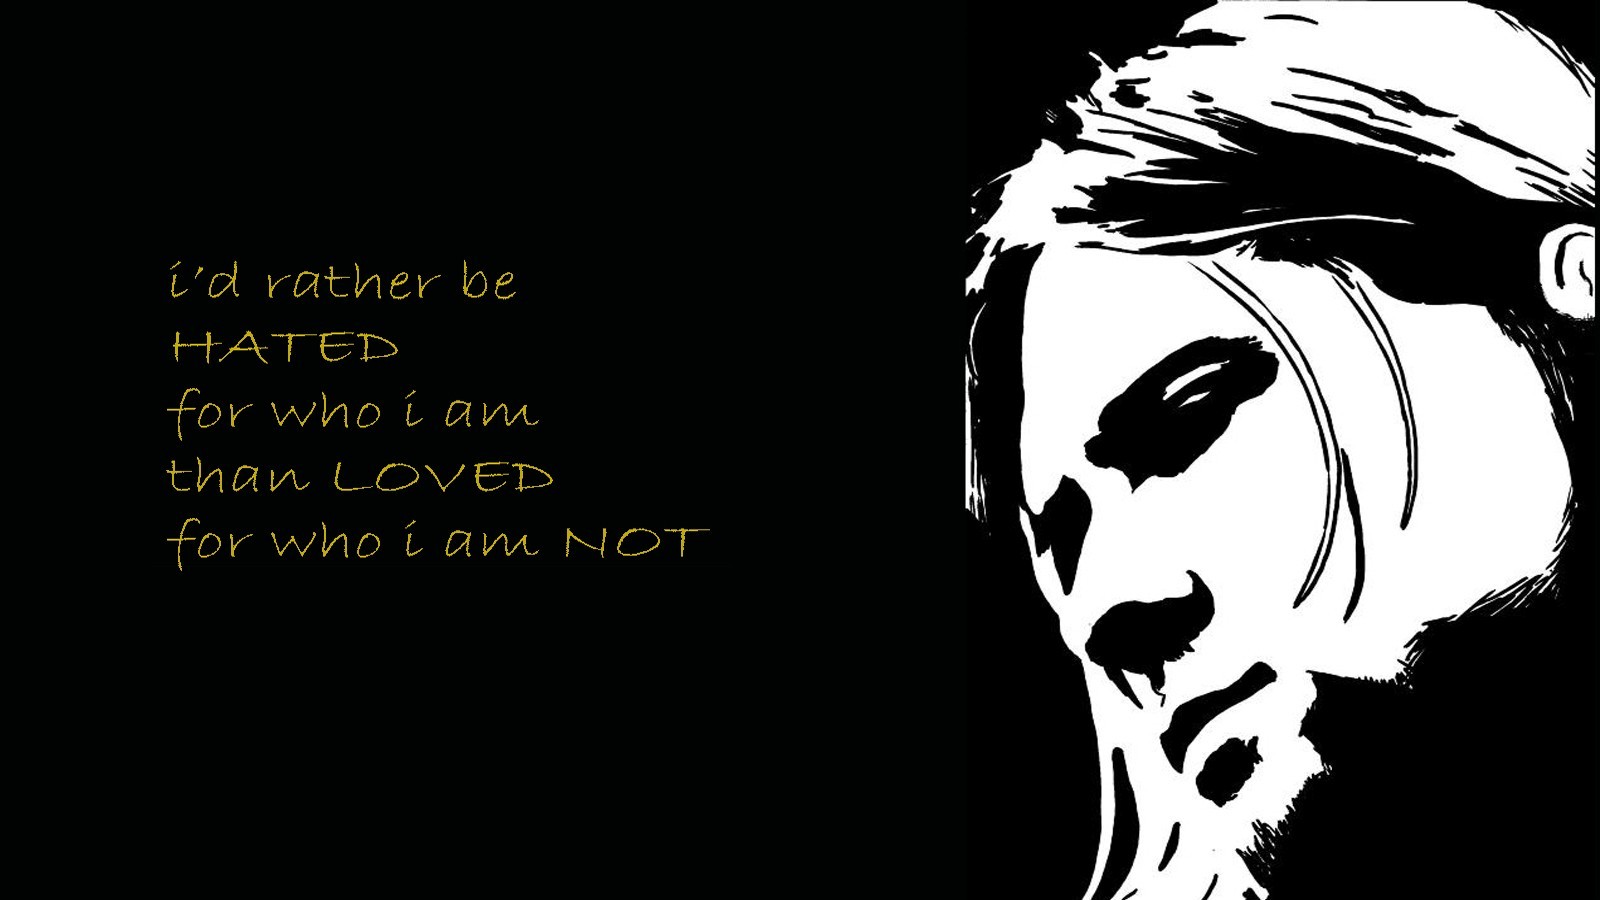 i'd rather be
HATED
for who i am
than LOVED
for who i am NOT